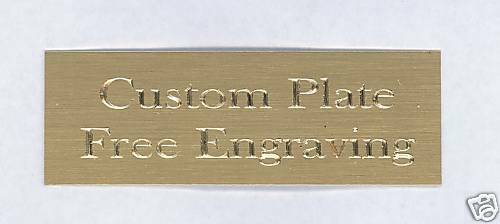 Custom Plate
Free Engraving